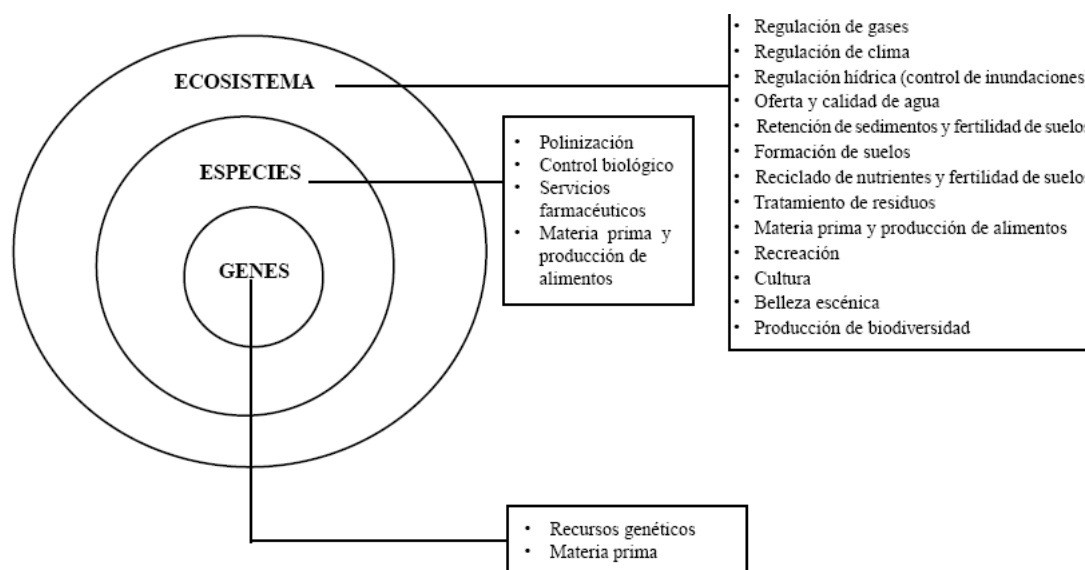 ECOSISTEMA
ESPECIES
GENES
• Regulación de gases
• Regulación de clima
• Regulación hídrica (control de inundaciones
• Oferta y calidad de agua
• Retención de sedimentos y fertilidad de suelos
• Formación de suelos
• Reciclado de nutrientes y fertilidad de suelos
• Tratamiento de residuos
• Materia prima y producción de alimentos
• Recreación
• Cultura
• Belleza escénica
• Producción de biodiversidad
• Polinización
• Control biológico
• Servicios
farmacéuticos
• Materia prima y
producción de
alimentos
• Recursos genéticos
• Materia prima